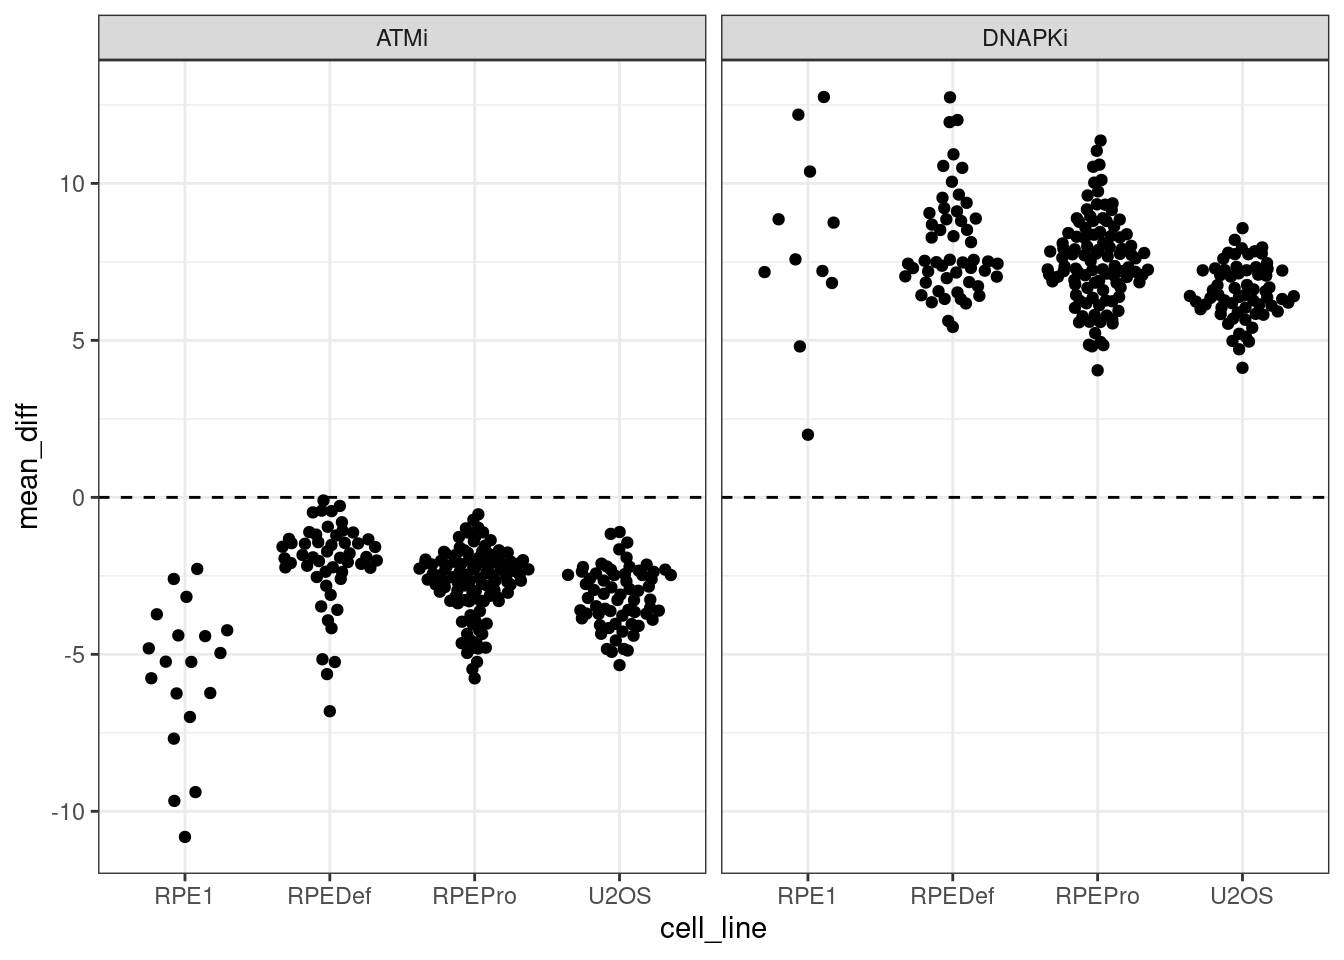 ATMi DNAPKi
10
5
0
-5
-10
mean_diff
RPE1 RPEDef RPEPro U2OS RPE1 RPEDef RPEPro U2OS
cell_line